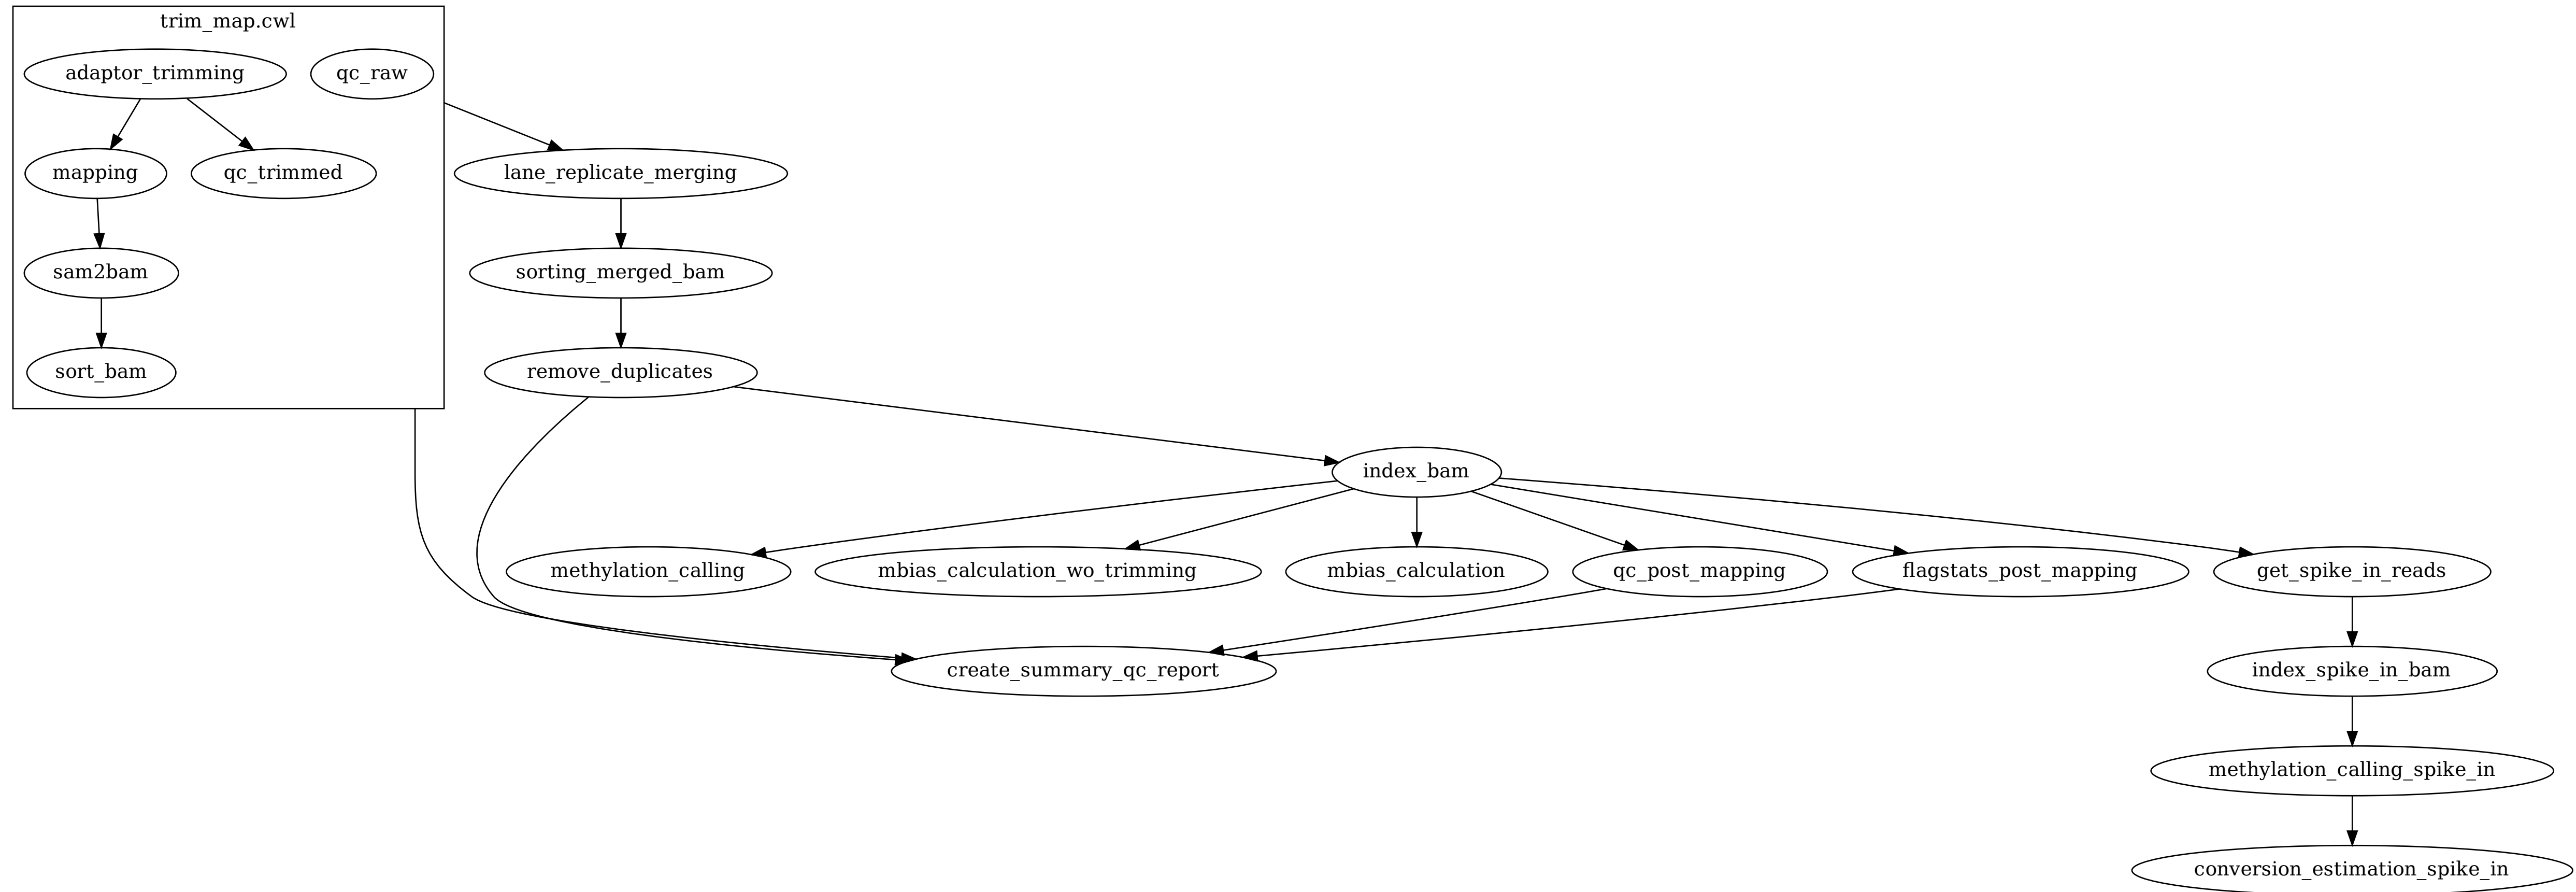 trim_map.cwl
adaptor_trimming
qc_raw
mapping
qc_trimmed
lane_replicate_merging
sam2bam
sorting_merged_bam
sort_bam
remove_duplicates
index_bam
methylation_calling
mbias_calculation_wo_trimming
mbias_calculation
qc_post_mapping
flagstats_post_mapping
get_spike_in_reads
create_summary_qc_report
index_spike_in_bam
methylation_calling_spike_in
conversion_estimation_spike_in